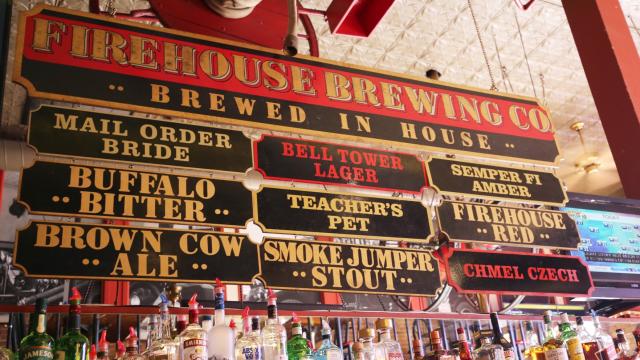 FIREHOUSE BREWING CO.
BREWED IN HOUSE
MAIL ORDER
BRIDE
BELL TOWER
LAGER
SEMPER FI
AMBER
BUFFALO
BITTER
TEACHER'S
PET
FIREHOUSE
RED
BROWN COW
ALE
SMOKE JUMPER
STOUT
CHMEL CZECH
JAMESON